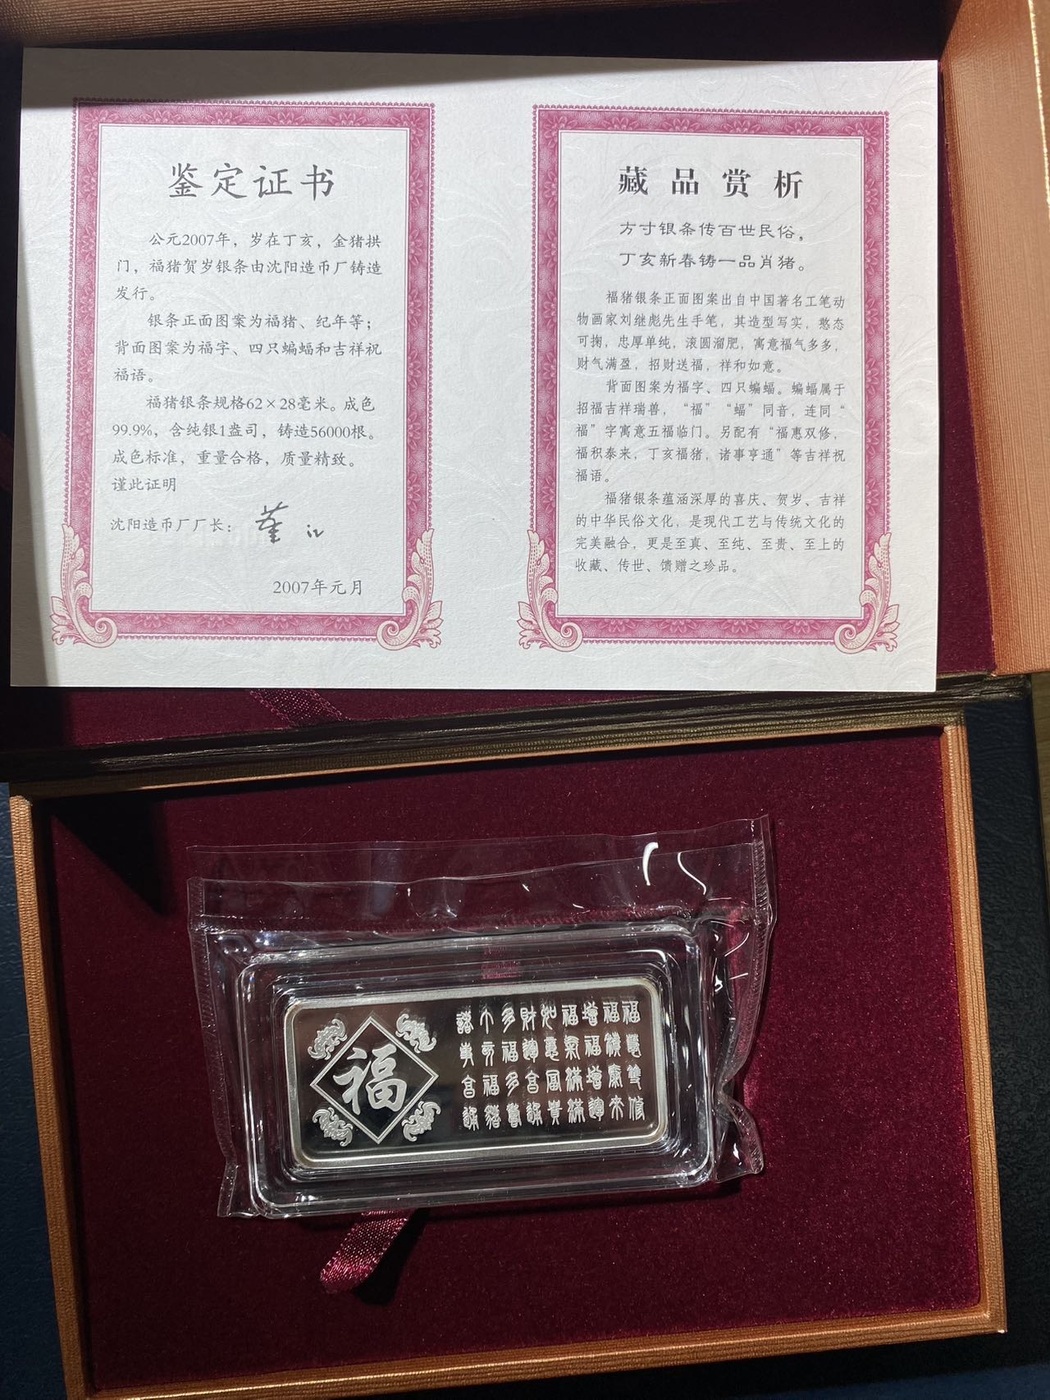 鉴定证书
公元2007年，岁在丁亥，金猪拱
门，福猪贺岁银条由沈阳造币厂铸造
发行。
银条正面图案为福猪、纪年等；
背面图案为福字、四只蝙蝠和吉祥祝
福语。
福猪银条规格62×28毫米。成色
99.9%，含纯银1盎司，铸造56000根。
成色标准，重量合格，质量精致。
谨此证明
沈阳造币厂厂长：
2007年元月
藏品赏析
方寸银条传百世民俗，
丁亥新春铸一品肖猪。
福猪银条正面图案出自中国著名工笔动
物画家刘继彪先生手笔，其造型写实，憨态
可掬，忠厚单纯，滚圆溜肥，寓意福气多多，
财气满盈，招财送福，祥和如意。
背面图案为福字、四只蝙蝠。蝙蝠属于
招福吉祥瑞兽，“福”“蝠”同音，连同“
福”字寓意五福临门。另配有“福惠双修，
福积泰来，丁亥福猪，诸事亨通”等吉祥祝
福语。
福猪银条蕴涵深厚的喜庆、贺岁、吉祥
的中华民俗文化，是现代工艺与传统文化的
完美融合，更是至真、至纯、至贵、至上的
收藏、传世、馈赠之珍品。
福
福惠雙修
福積泰來
丁亥福豬
諸事亨通